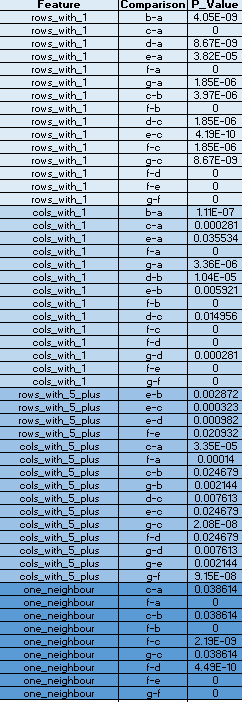 Feature Comparison P_Value
rows_with_1 b-a 4.05E-09
rows_with_1 c-a 0
rows_with_1 d-a 8.67E-09
rows_with_1 e-a 3.82E-05
rows_with_1 f-a 0
rows_with_1 g-a 1.85E-06
rows_with_1 c-b 3.97E-06
rows_with_1 f-b 0
rows_with_1 d-c 1.85E-06
rows_with_1 e-c 4.19E-10
rows_with_1 f-c 1.85E-06
rows_with_1 g-c 8.67E-09
rows_with_1 f-d 0
rows_with_1 f-e 0
rows_with_1 g-f 0
cols_with_1 b-a 1.11E-07
cols_with_1 c-a 0.000281
cols_with_1 e-a 0.035534
cols_with_1 f-a 0
cols_with_1 g-a 3.36E-06
cols_with_1 d-b 1.04E-05
cols_with_1 e-b 0.005921
cols_with_1 f-b 0
cols_with_1 d-c 0.014956
cols_with_1 f-c 0
cols_with_1 f-d 0
cols_with_1 g-d 0.000281
cols_with_1 f-e 0
cols_with_1 g-f 0
rows_with_5_plus e-b 0.002872
rows_with_5_plus e-c 0.000323
rows_with_5_plus e-d 0.000982
rows_with_5_plus f-e 0.020932
cols_with_5_plus c-a 3.35E-05
cols_with_5_plus f-a 0.00014
cols_with_5_plus c-b 0.024679
cols_with_5_plus g-b 0.002144
cols_with_5_plus d-c 0.007613
cols_with_5_plus e-c 0.024679
cols_with_5_plus g-c 2.08E-08
cols_with_5_plus f-d 0.024679
cols_with_5_plus g-d 0.007613
cols_with_5_plus g-e 0.002144
cols_with_5_plus g-f 9.15E-08
one_neighbour c-a 0.038614
one_neighbour f-a 0
one_neighbour c-b 0.038614
one_neighbour f-b 0
one_neighbour f-c 2.19E-09
one_neighbour g-c 0.038614
one_neighbour f-d 4.49E-10
one_neighbour f-e 0
one_neighbour g-f 0